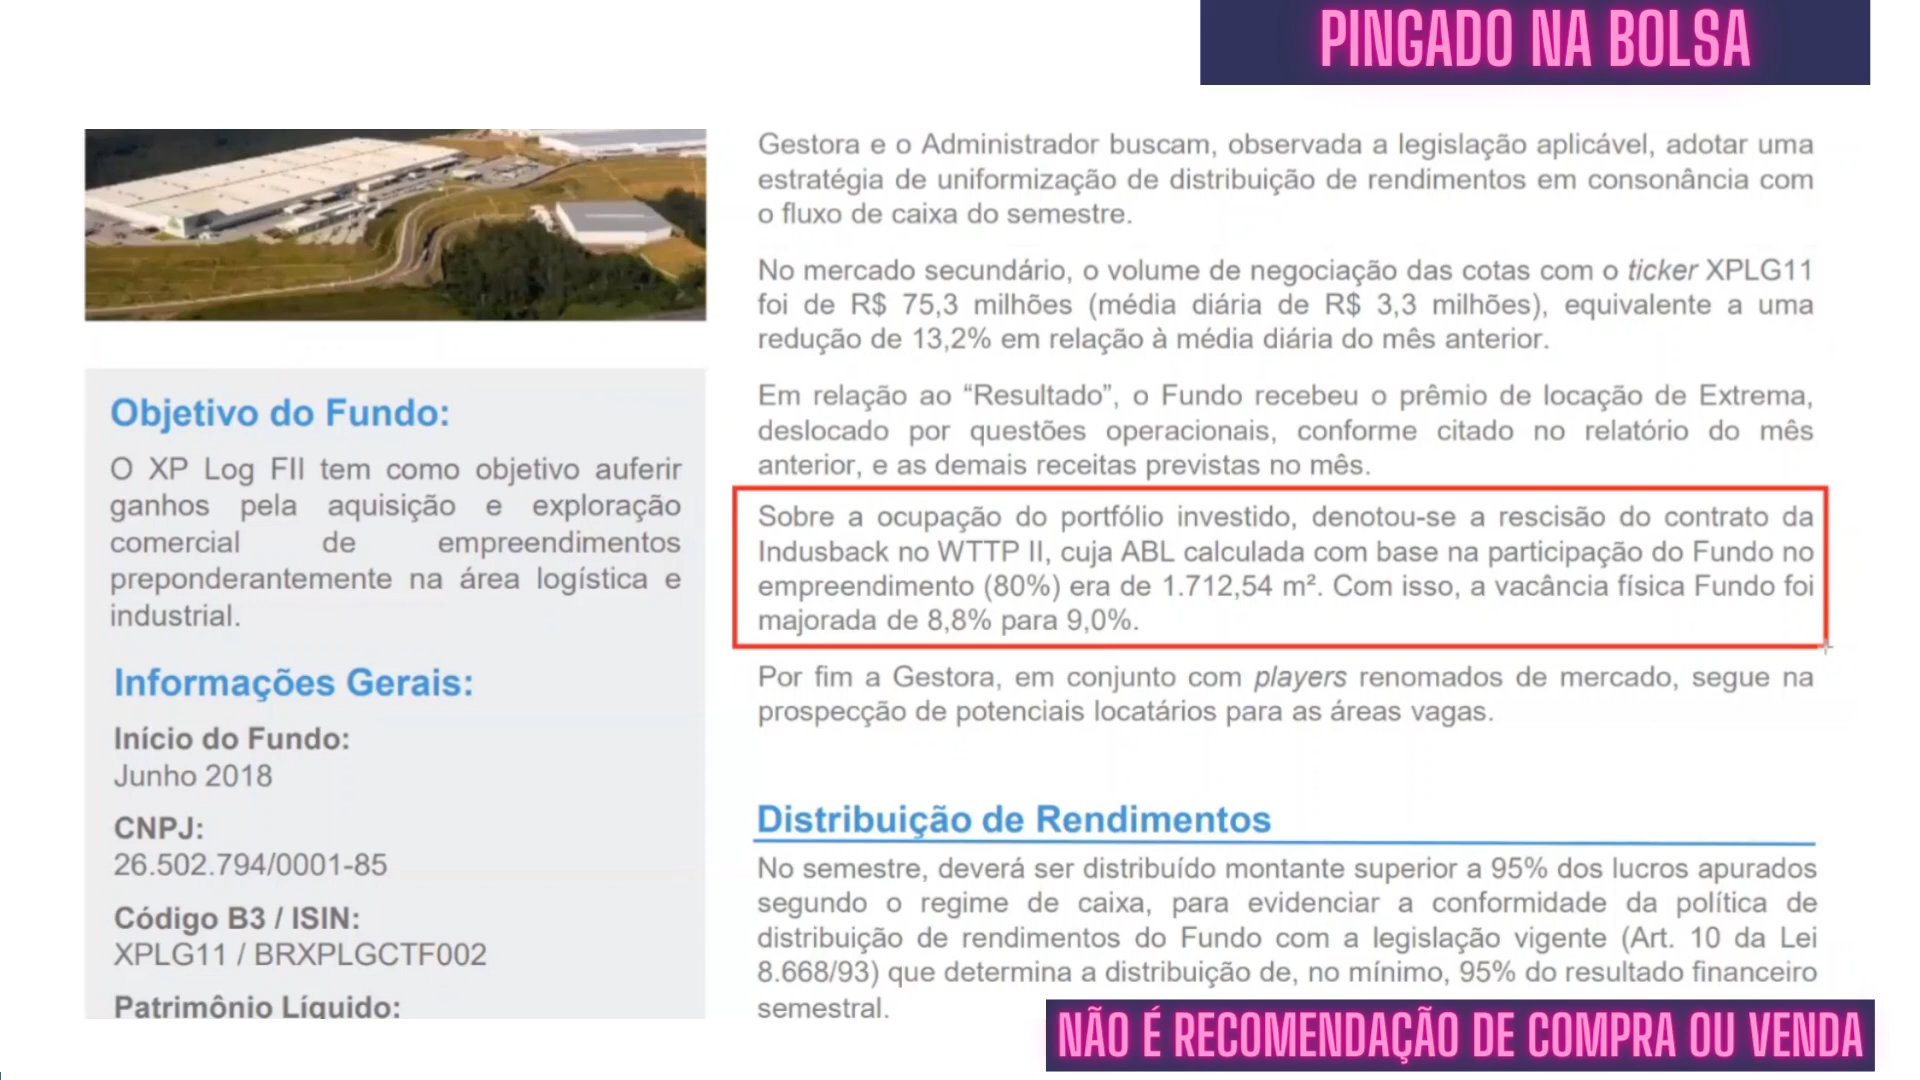 PINGADO NA BOLSA
Gestora e o Administrador buscam, observada a legislação aplicável, adotar uma
estratégia de uniformização de distribuição de rendimentos em consonância com
o fluxo de caixa do semestre.
No mercado secundário, o volume de negociação das cotas com o ticker XPLG11
foi de R$ 75,3 milhões (média diária de R$ 3,3 milhões), equivalente a uma
redução de 13,2% em relação à média diária do mês anterior.
Em relação ao “Resultado”, o Fundo recebeu o prêmio de locação de Extrema,
deslocado por questões operacionais, conforme citado no relatório do mês
anterior, e as demais receitas previstas no mês.
Sobre a ocupação do portfólio investido, denotou-se a rescisão do contrato da
Indusback no WTTP II, cuja ABL calculada com base na participação do Fundo no
empreendimento (80%) era de 1.712,54 m². Com isso, a vacância física Fundo foi
majorada de 8,8% para 9,0%.
Por fim a Gestora, em conjunto com players renomados de mercado, segue na
prospecção de potenciais locatários para as áreas vagas.
Distribuição de Rendimentos
No semestre, deverá ser distribuído montante superior a 95% dos lucros apurados
segundo o regime de caixa, para evidenciar a conformidade da política de
distribuição de rendimentos do Fundo com a legislação vigente (Art. 10 da Lei
8.668/93) que determina a distribuição de, no mínimo, 95% do resultado financeiro
semestral.
Objetivo do Fundo:
O XP Log FII tem como objetivo auferir
ganhos pela aquisição e exploração
comercial de empreendimentos
preponderantemente na área logística e
industrial.
Informações Gerais:
Início do Fundo:
Junho 2018
CNPJ:
26.502.794/0001-85
Código B3 / ISIN:
XPLG11 / BRXPLGCTF002
Patrimônio Líquido:
NÃO É RECOMENDAÇÃO DE COMPRA OU VENDA